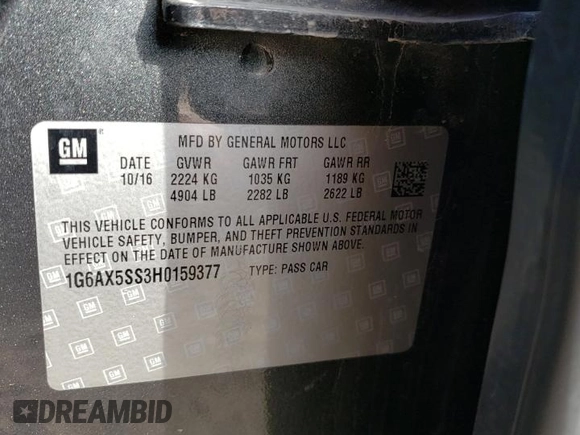 GM
MFD BY GENERAL MOTORS LLC
DATE GVWR GAWR FRT GAWR RR
10/16 2224 KG 1035 KG 1189 KG
4904 LB 2282 LB 2622 LB
THIS VEHICLE CONFORMS TO ALL APPLICABLE U.S. FEDERAL MOTOR
VEHICLE SAFETY, BUMPER, AND THEFT PREVENTION STANDARDS IN
EFFECT ON THE DATE OF MANUFACTURE SHOWN ABOVE.
1G6AX5SS3H0159377 TYPE: PASS CAR
DREAMBID